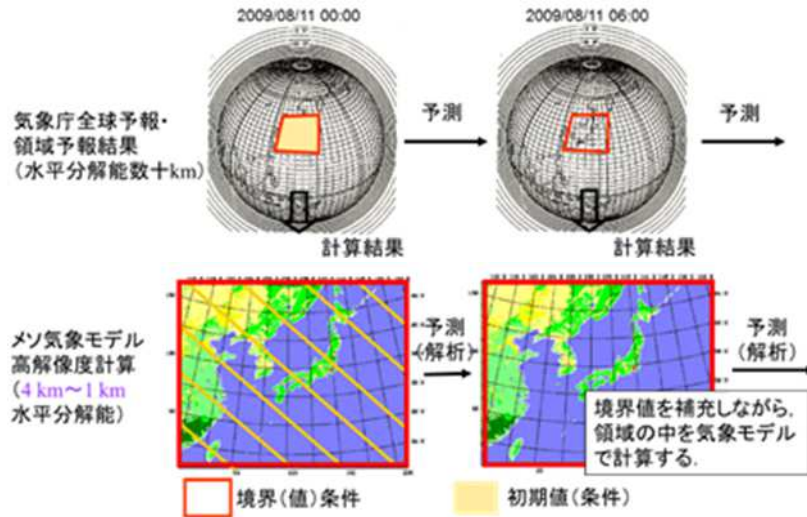 2009/08/11 00:00
2009/08/11 06:00
気象庁全球予報・
領域予報結果
(水平分解能数十km)
予測
予測
計算結果
計算結果
メソ気象モデル
高解像度計算
(4 km～1 km
水平分解能)
予測
(解析)
予測
(解析)
境界値を補充しながら,
領域の中を気象モデル
で計算する.
境界(値)条件
初期値(条件)